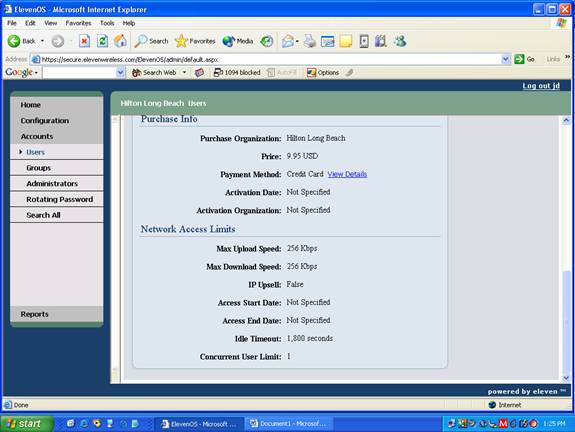 ElevenOS - Microsoft Internet Explorer
File Edit View Favorites Tools Help
Back Search Favorites Media
Address https://secure.elevenwireless.com/ElevenOS/admin/default.aspx Go Links »
Google Search Web 1094 blocked AutoFill Options
Log out jd
Home
Configuration
Accounts
Users
Groups
Administrators
Rotating Password
Search All
Reports
Hilton Long Beach Users
Purchase Info
Purchase Organization: Hilton Long Beach
Price: 9.95 USD
Payment Method: Credit Card View Details
Activation Date: Not Specified
Activation Organization: Not Specified
Network Access Limits
Max Upload Speed: 256 Kbps
Max Download Speed: 256 Kbps
IP Upsell: False
Access Start Date: Not Specified
Access End Date: Not Specified
Idle Timeout: 1,800 seconds
Concurrent User Limit: 1
powered by eleven ™
Done Internet
start ElevenOS - Microsoft ... Document1 - Microsof... 1:25 PM